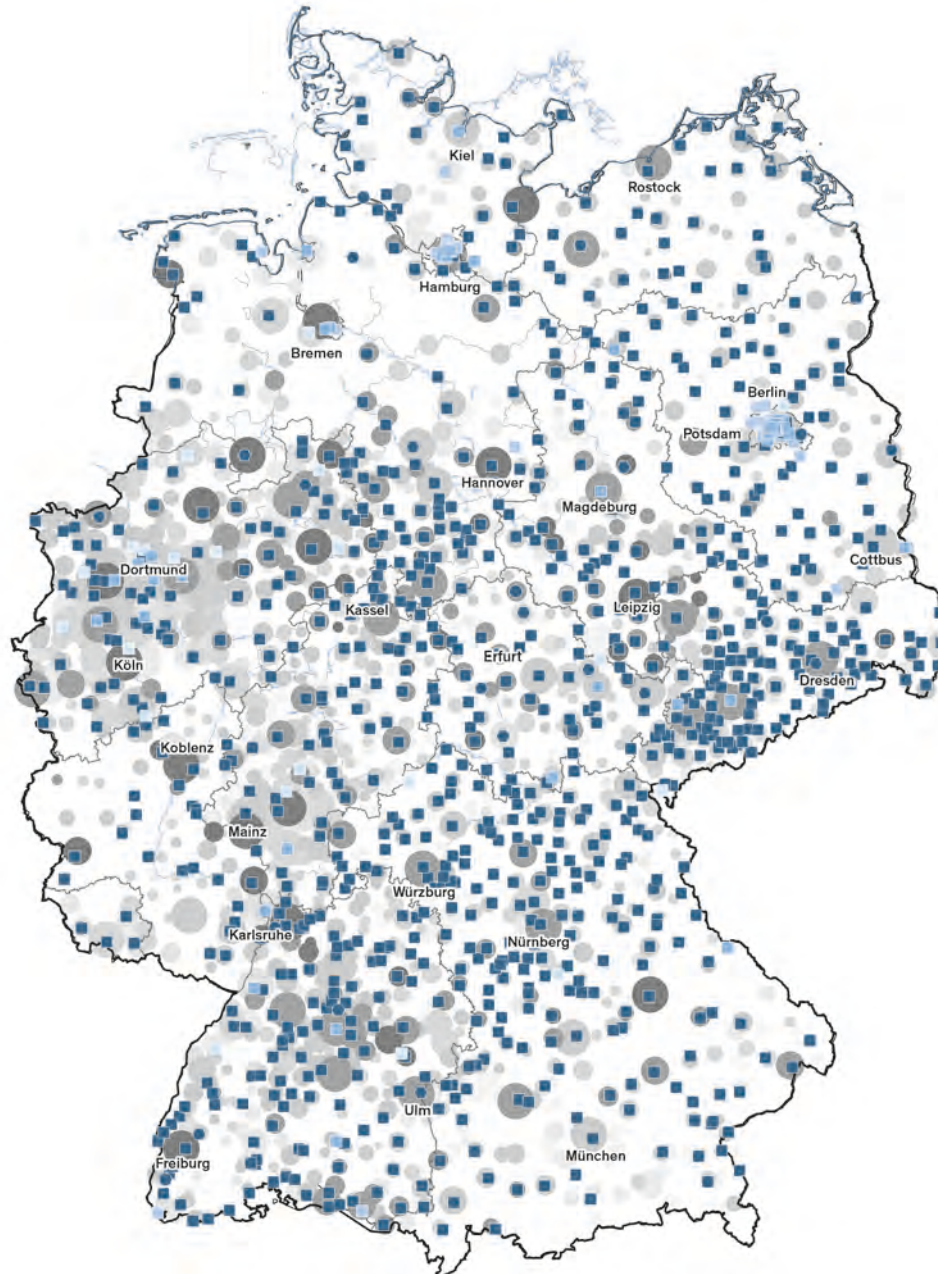 Kiel
Rostock
Hamburg
Bremen
Berlin
Potsdam
Hannover
Magdeburg
Cottbus
Dortmund
Kassel
Leipzig
Köln
Erfurt
Dresden
Koblenz
Mainz
Würzburg
Karlsruhe
Nürnberg
Ulm
München
Freiburg